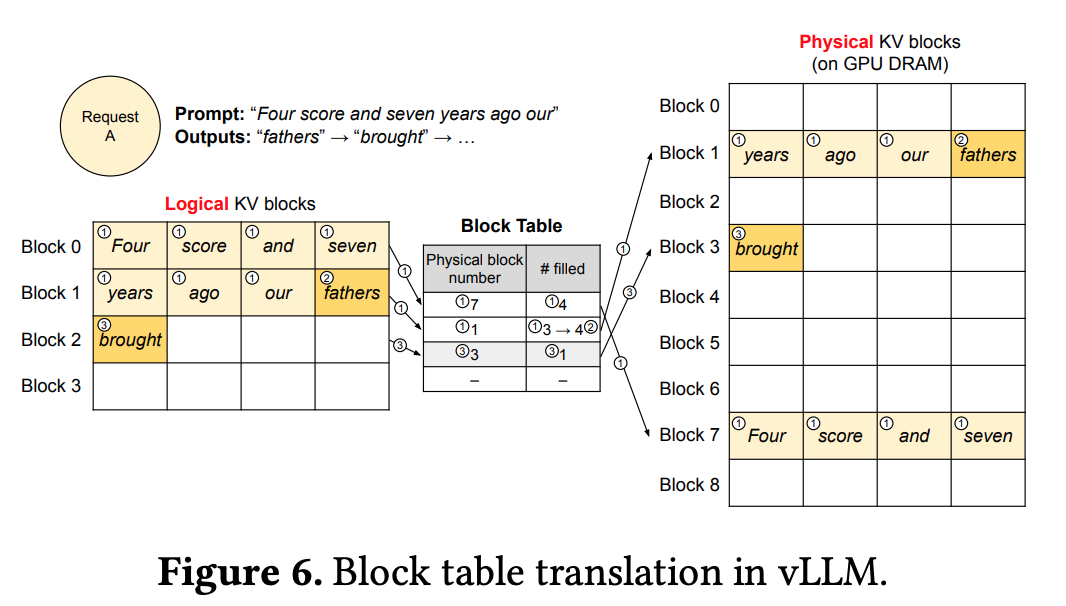 Physical KV blocks
(on GPU DRAM)
Request
A
Prompt: “Four score and seven years ago our”
Outputs: “fathers” → “brought” → …
Logical KV blocks
Block 0 ① Four ① score ① and ① seven
Block 1 ① years ① ago ① our ② fathers
Block 2 ③ brought
Block 3
① ① ③
Block Table
Physical block number # filled
①7 ①4
①1 ①3 → 4②
③3 ③1
– –
① ③ ①
Block 0
Block 1 ① years ① ago ① our ② fathers
Block 2
Block 3 ③ brought
Block 4
Block 5
Block 6
Block 7 ① Four ① score ① and ① seven
Block 8
Figure 6. Block table translation in vLLM.